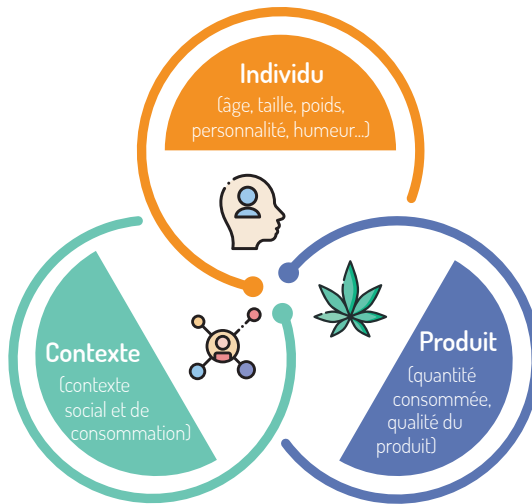 Individu
(âge, taille, poids,
personnalité, humeur...)
Contexte
(contexte
social et de
consommation)
Produit
(quantité
consommée,
qualité du
produit)